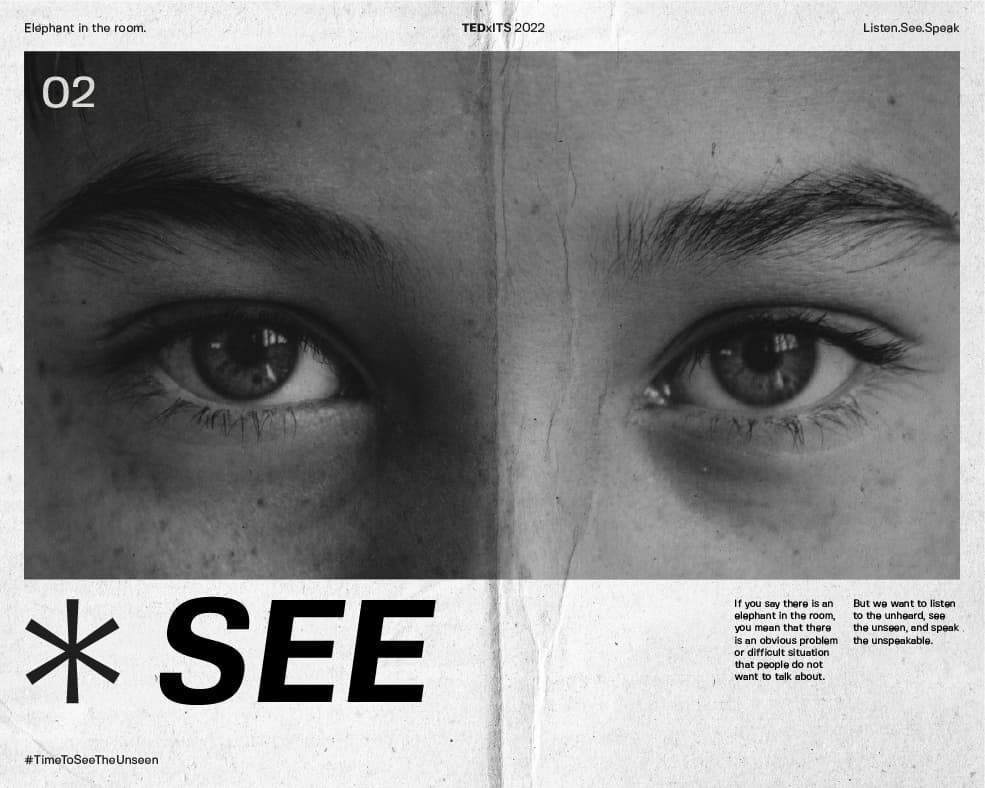 Elephant in the room.
TEDxITS 2022
Listen.See.Speak
02
* SEE
If you say there is an
elephant in the room,
you mean that there
is an obvious problem
or difficult situation
that people do not
want to talk about.
But we want to listen
to the unheard, see
the unseen, and speak
the unspeakable.
#TimeToSeeTheUnseen